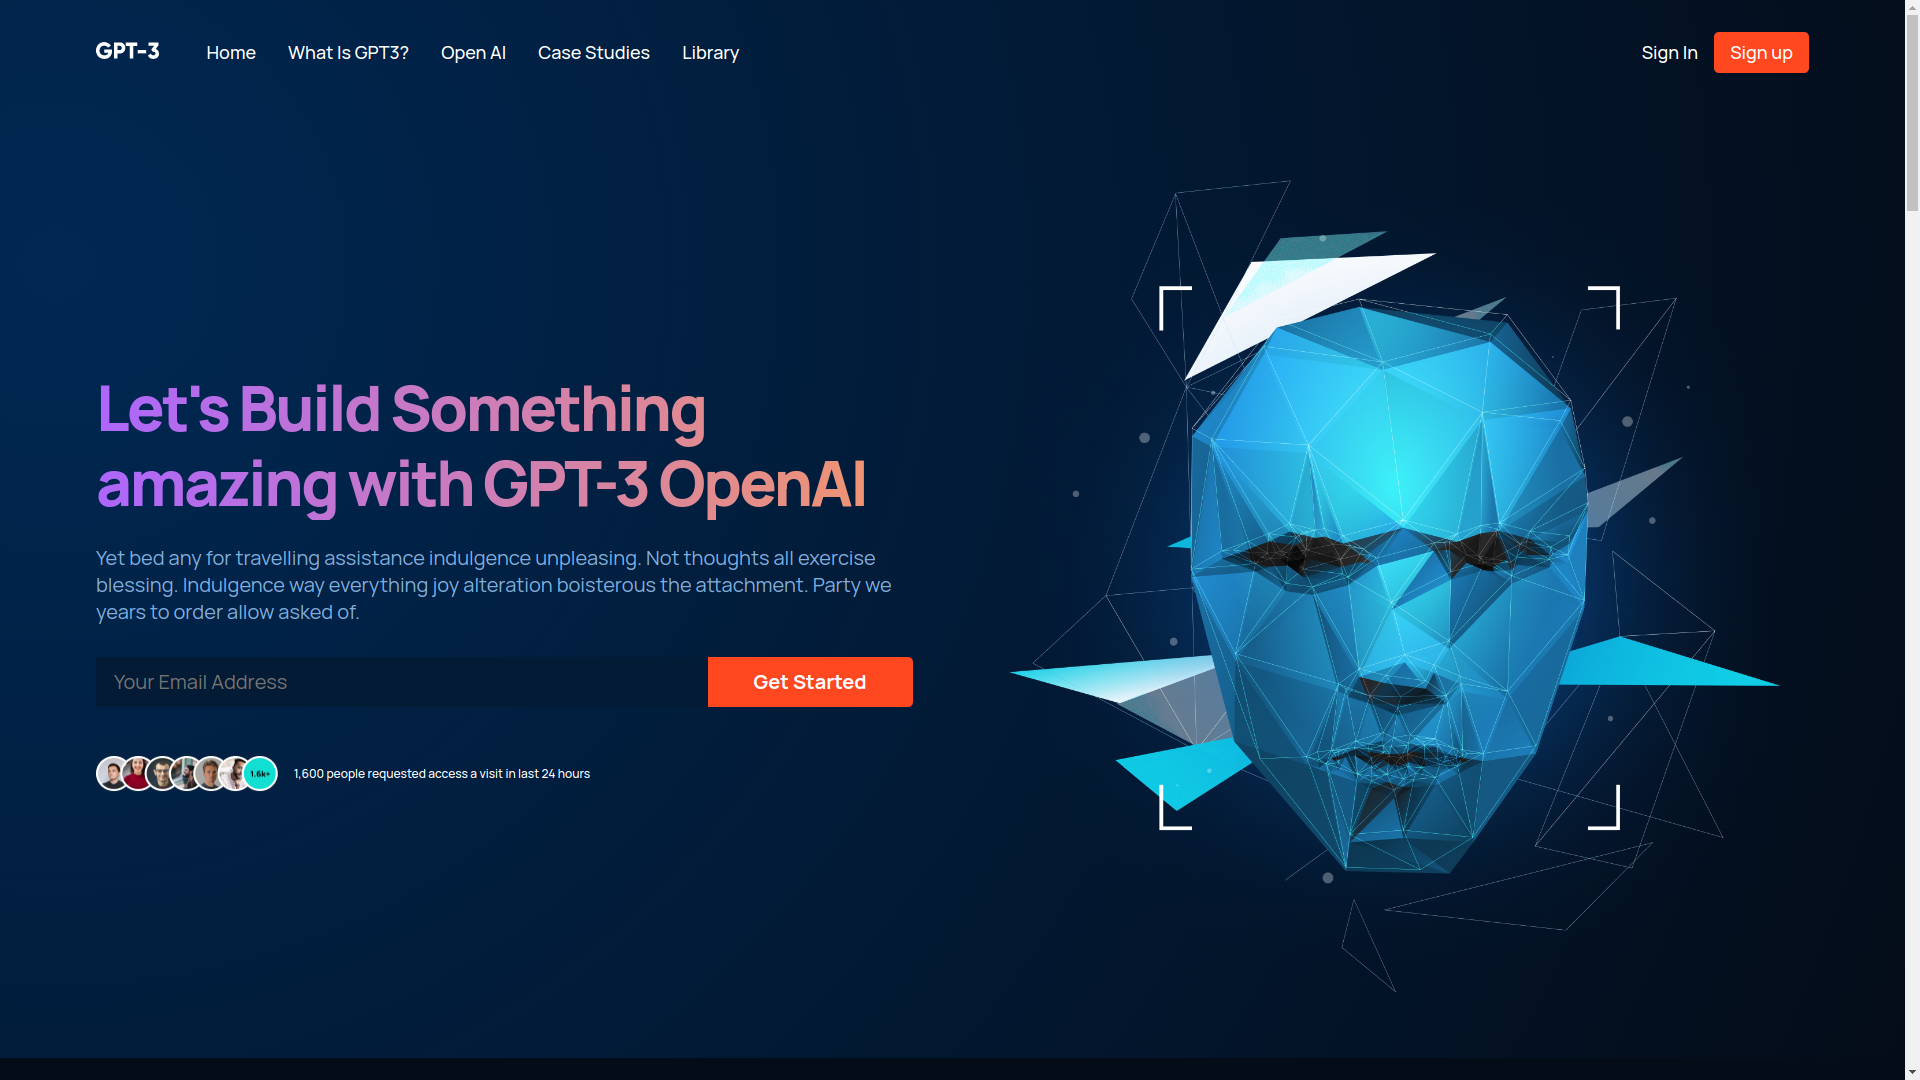 GPT-3
Home
What Is GPT3?
Open AI
Case Studies
Library
Sign In
Sign up
Let's Build Something
amazing with GPT-3 OpenAI
Yet bed any for travelling assistance indulgence unpleasing. Not thoughts all exercise
blessing. Indulgence way everything joy alteration boisterous the attachment. Party we
years to order allow asked of.
Your Email Address
Get Started
1.6k+
1,600 people requested access a visit in last 24 hours